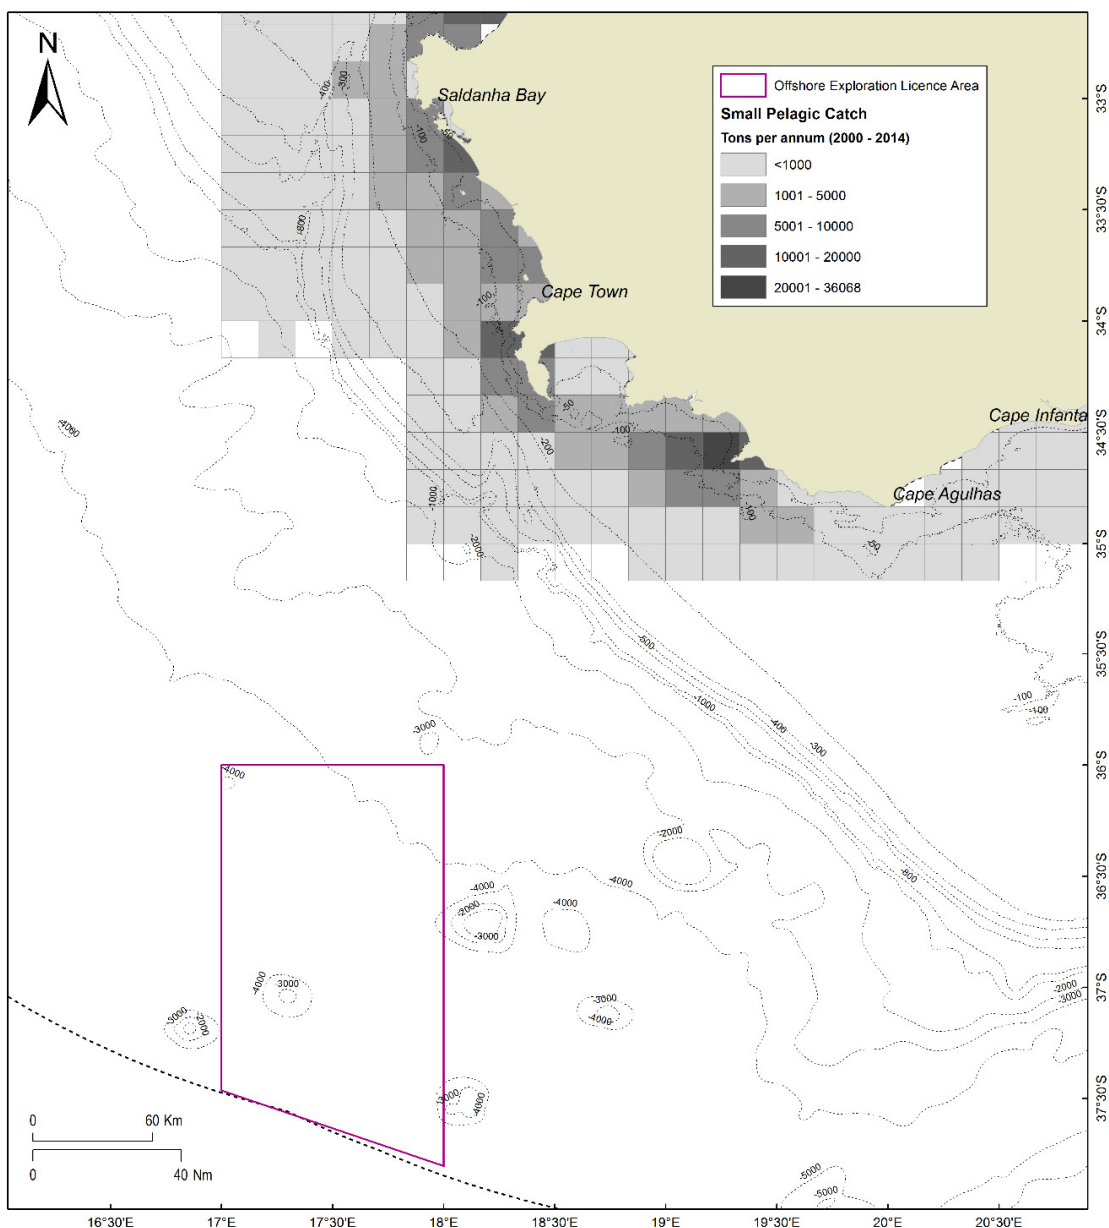 N
Saldanha Bay
Cape Town
Cape Infanta
Cape Agulhas
Offshore Exploration Licence Area
Small Pelagic Catch
Tons per annum (2000 - 2014)
<1000
1001 - 5000
5001 - 10000
10001 - 20000
20001 - 36068
-400
-300
-100
-50
-800
-100
-4000
-50
-100
-200
-1000
-2000
-100
-50
-500
-1000
-400
-300
-100
-100
-3000
-4000
-2000
-800
-4000
-4000
-2000
-3000
-4000
-4000
-3000
-3000
-2000
-3000
-4000
-2000
-3000
-3000
-4000
-5000
-5000
33°S
33°30'S
34°S
34°30'S
35°S
35°30'S
36°S
36°30'S
37°S
37°30'S
0 60 Km
0 40 Nm
16°30'E 17°E 17°30'E 18°E 18°30'E 19°E 19°30'E 20°E 20°30'E